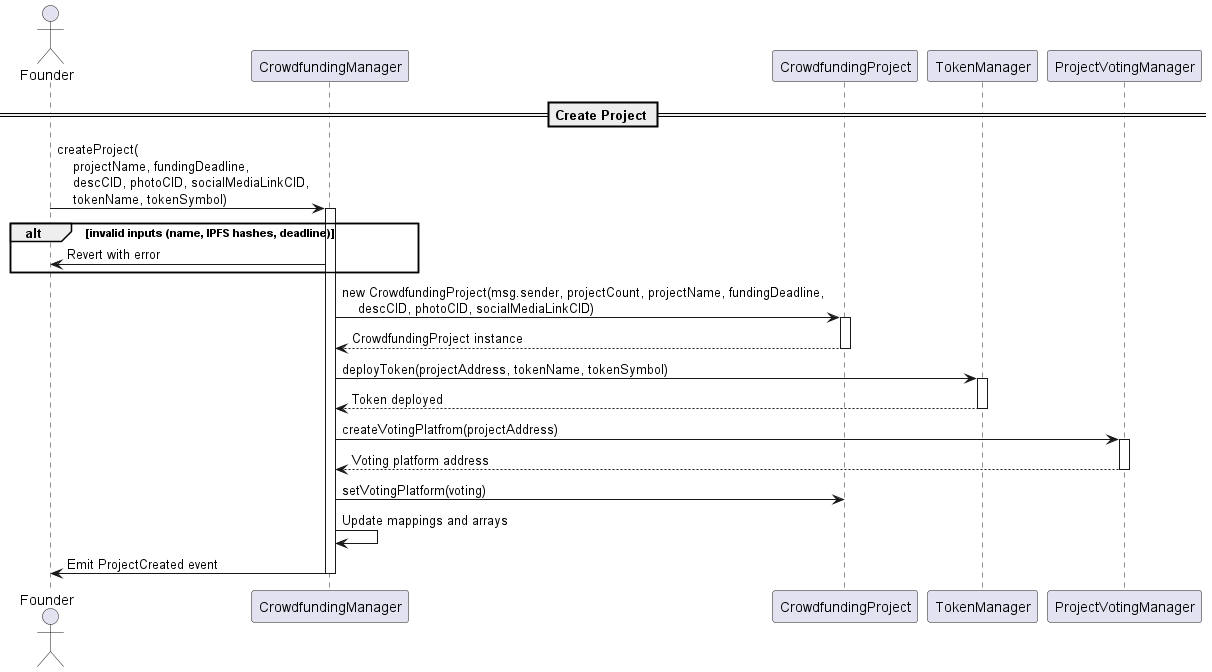 Founder
CrowdfundingManager
CrowdfundingProject
TokenManager
ProjectVotingManager
Create Project
createProject(
projectName, fundingDeadline,
descCID, photoCID, socialMediaLinkCID,
tokenName, tokenSymbol)
alt
[invalid inputs (name, IPFS hashes, deadline)]
Revert with error
new CrowdfundingProject(msg.sender, projectCount, projectName, fundingDeadline,
descCID, photoCID, socialMediaLinkCID)
CrowdfundingProject instance
deployToken(projectAddress, tokenName, tokenSymbol)
Token deployed
createVotingPlatfrom(projectAddress)
Voting platform address
setVotingPlatform(voting)
Update mappings and arrays
Emit ProjectCreated event
Founder
CrowdfundingManager
CrowdfundingProject
TokenManager
ProjectVotingManager